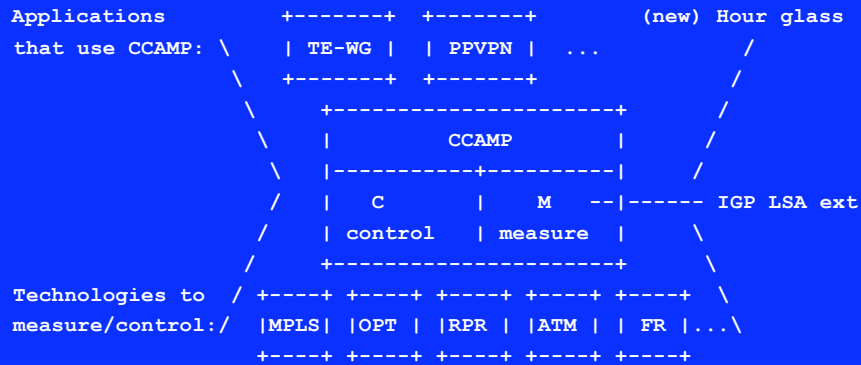 Applications            +-------+  +-------+         (new) Hour glass
that use CCAMP: \    | TE-WG |  | PPVPN |  ...            /
                 \   +-------+  +-------+                /
                  \     +----------------------+        /
                   \    |        CCAMP         |       /
                    \   |-----------+----------|      /
                    /   |   C       |    M   --|------ IGP LSA ext
                   /    | control   | measure  |      \
                  /     +----------------------+       \
Technologies to  / +----+ +----+ +----+ +----+ +----+  \
measure/control:/  |MPLS| |OPT | |RPR | |ATM | | FR |...\
                   +----+ +----+ +----+ +----+ +----+